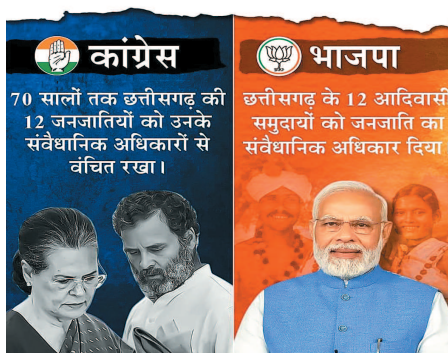 कांग्रेस
70 सालों तक छत्तीसगढ़ की
12 जनजातियों को उनके
संवैधानिक अधिकारों से
वंचित रखा।
भाजपा
छत्तीसगढ़ के 12 आदिवासी
समुदायों को जनजाति का
संवैधानिक अधिकार दिया